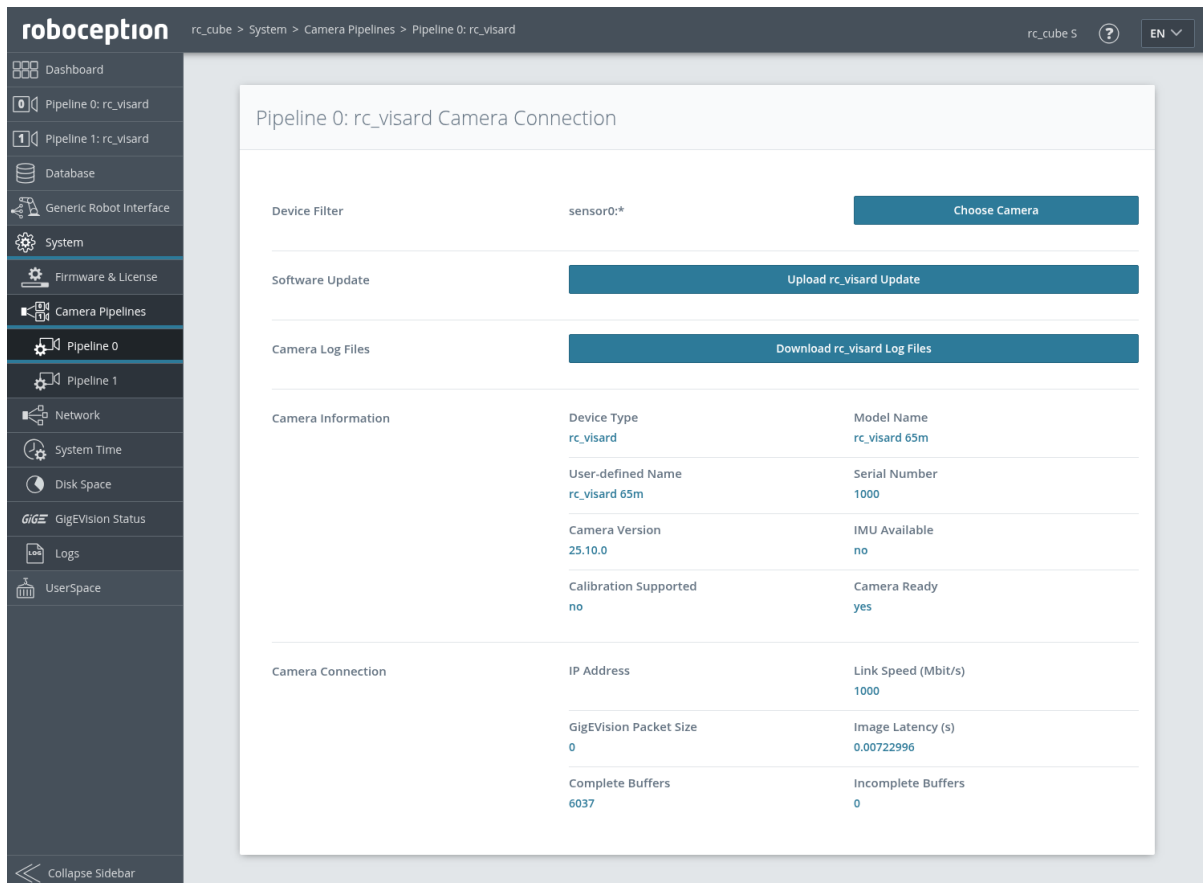 roboception
rc_cube > System > Camera Pipelines > Pipeline 0: rc_visard
rc_cube S
?
EN
Dashboard
0 Pipeline 0: rc_visard
1 Pipeline 1: rc_visard
Database
Generic Robot Interface
System
Firmware & License
0 1 Camera Pipelines
Pipeline 0
Pipeline 1
Network
System Time
Disk Space
GIGE GigEVision Status
LOG Logs
UserSpace
Collapse Sidebar
Pipeline 0: rc_visard Camera Connection
Device Filter sensor0:* Choose Camera
Software Update Upload rc_visard Update
Camera Log Files Download rc_visard Log Files
Camera Information
Device Type Model Name
rc_visard rc_visard 65m
User-defined Name Serial Number
rc_visard 65m 1000
Camera Version IMU Available
25.10.0 no
Calibration Supported Camera Ready
no yes
Camera Connection
IP Address Link Speed (Mbit/s)
1000
GigEVision Packet Size Image Latency (s)
0 0.00722996
Complete Buffers Incomplete Buffers
6037 0